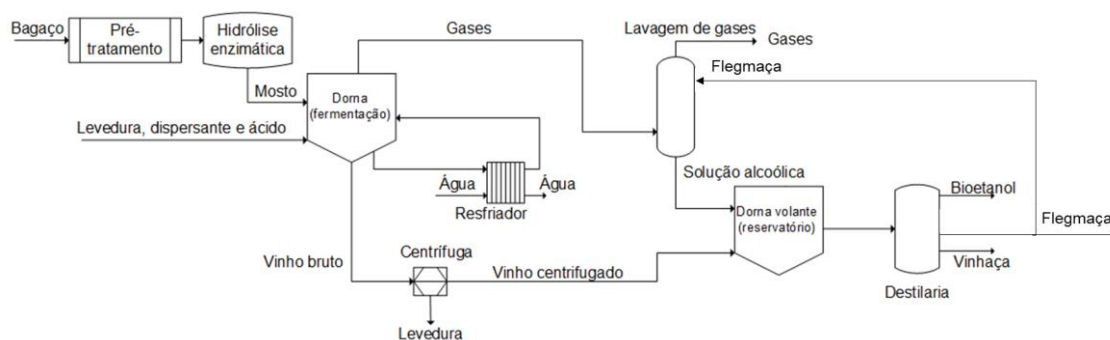 Bagaço
Pré-
tratamento
Hidrólise
enzimática
Mosto
Levedura, dispersante e ácido
Dorna
(fermentação)
Gases
Lavagem de gases
Gases
Flegmaça
Água
Água
Resfriador
Solução alcoólica
Dorna volante
(reservatório)
Bioetanol
Flegmaça
Vinhaça
Destilaria
Vinho bruto
Centrífuga
Vinho centrifugado
Levedura